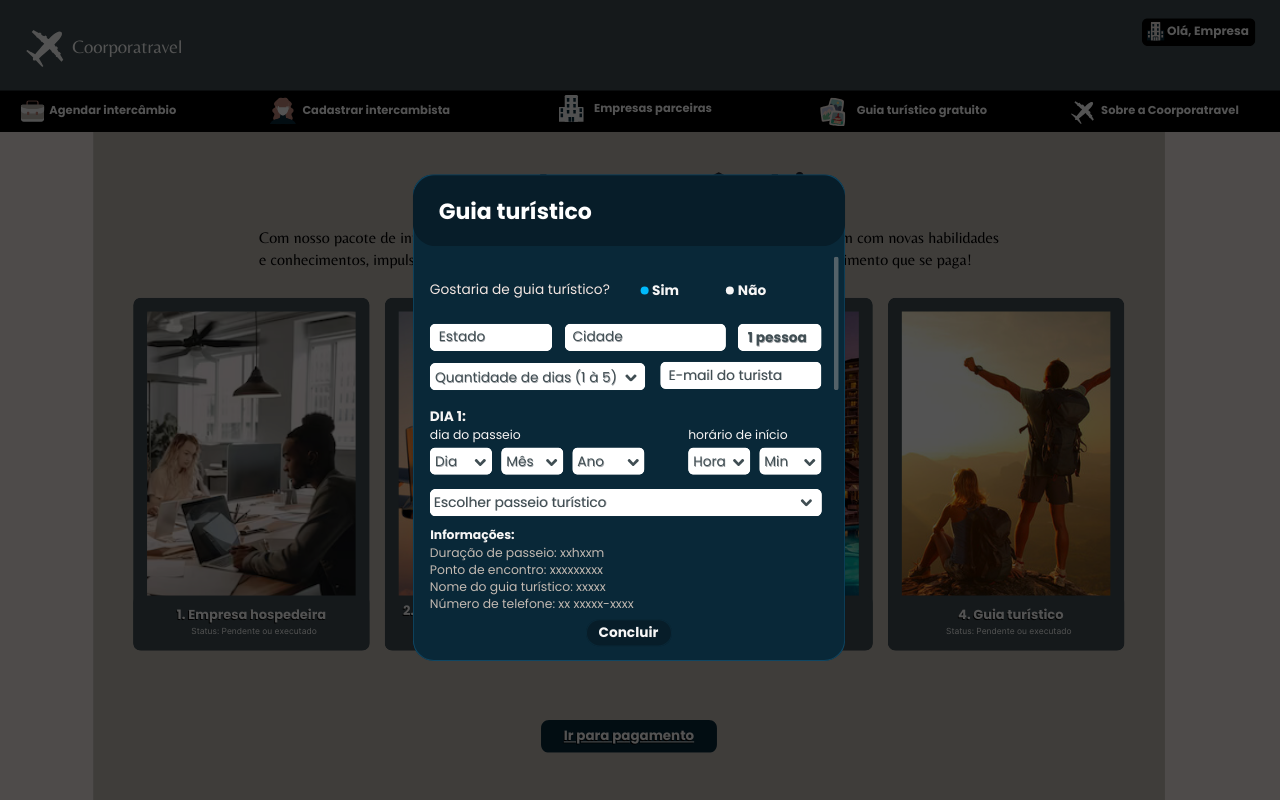 Coorporatravel
Olá, Empresa
Agendar intercâmbio
Cadastrar intercambista
Empresas parceiras
Guia turístico gratuito
Sobre a Coorporatravel
Guia turístico
Com nosso pacote de in
m com novas habilidades
e conhecimentos, impuls
imento que se paga!
Gostaria de guia turístico? Sim Não
Estado Cidade 1 pessoa
Quantidade de dias (1 à 5) E-mail do turista
DIA 1:
dia do passeio horário de início
Dia Mês Ano Hora Min
Escolher passeio turístico
Informações:
Duração de passeio: xxhxxm
Ponto de encontro: xxxxxxxxx
Nome do guia turístico: xxxxx
Número de telefone: xx xxxxx-xxxx
Concluir
1. Empresa hospedeira
Status: Pendente ou executado
2.
4. Guia turístico
Status: Pendente ou executado
Ir para pagamento